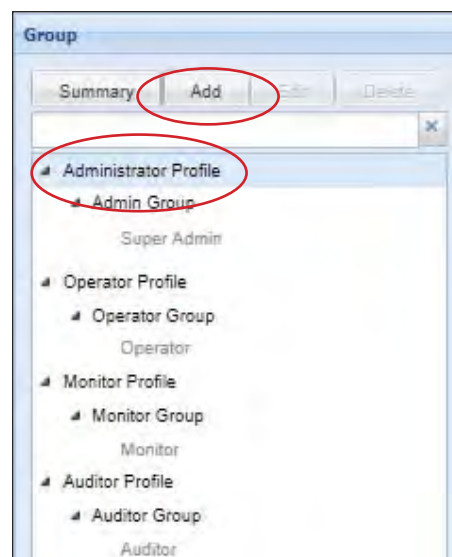 Group
Summary Add Edit Delete
Administrator Profile
Admin Group
Super Admin
Operator Profile
Operator Group
Operator
Monitor Profile
Monitor Group
Monitor
Auditor Profile
Auditor Group
Auditor